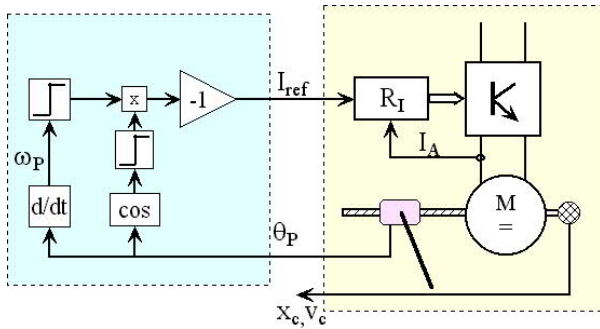 x
-1
I_ref
R_I
ω_P
I_A
d/dt
cos
M
=
θ_P
x_c, v_c